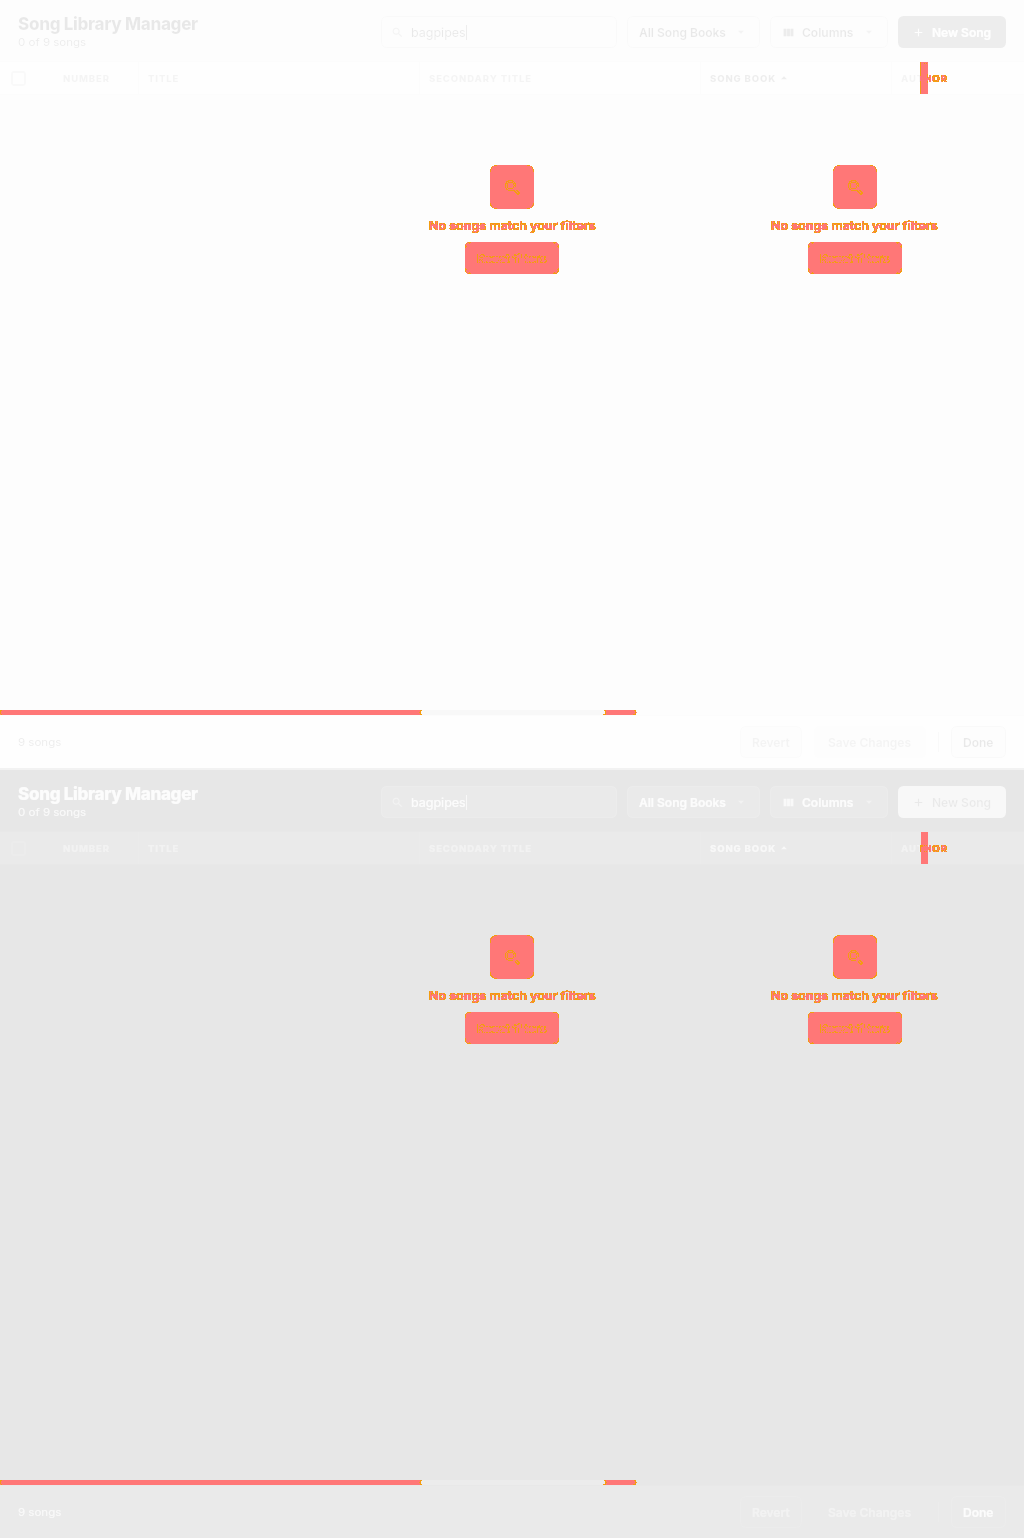 Song Library Manager
0 of 9 songs
bagpipes
All Song Books
Columns
New Song
NUMBER
TITLE
SECONDARY TITLE
SONG BOOK
No songs match your filters
No songs match your filters
9 songs
Revert
Save Changes
Done
Song Library Manager
0 of 9 songs
bagpipes
All Song Books
Columns
New Song
NUMBER
TITLE
SECONDARY TITLE
SONG BOOK
No songs match your filters
No songs match your filters
9 songs
Revert
Save Changes
Done